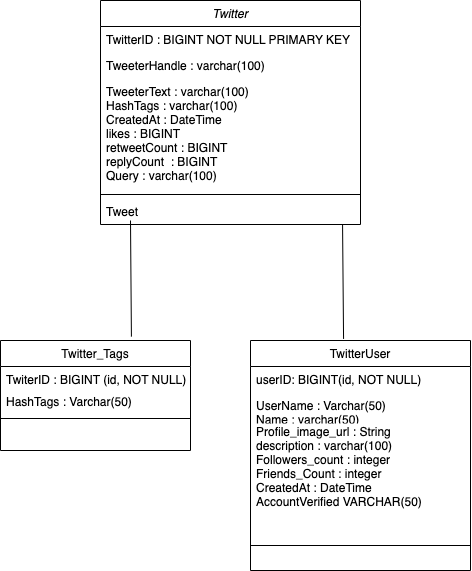 Twitter
TwitterID : BIGINT NOT NULL PRIMARY KEY
TweeterHandle : varchar(100)
TweeterText : varchar(100)
HashTags : varchar(100)
CreatedAt : DateTime
likes : BIGINT
retweetCount : BIGINT
replyCount : BIGINT
Query : varchar(100)
Tweet
Twitter_Tags
TwiterID : BIGINT (id, NOT NULL)
HashTags : Varchar(50)
TwitterUser
userID: BIGINT(id, NOT NULL)
UserName : Varchar(50)
Name : varchar(50)
Profile_image_url : String
description : varchar(100)
Followers_count : integer
Friends_Count : integer
CreatedAt : DateTime
AccountVerified VARCHAR(50)